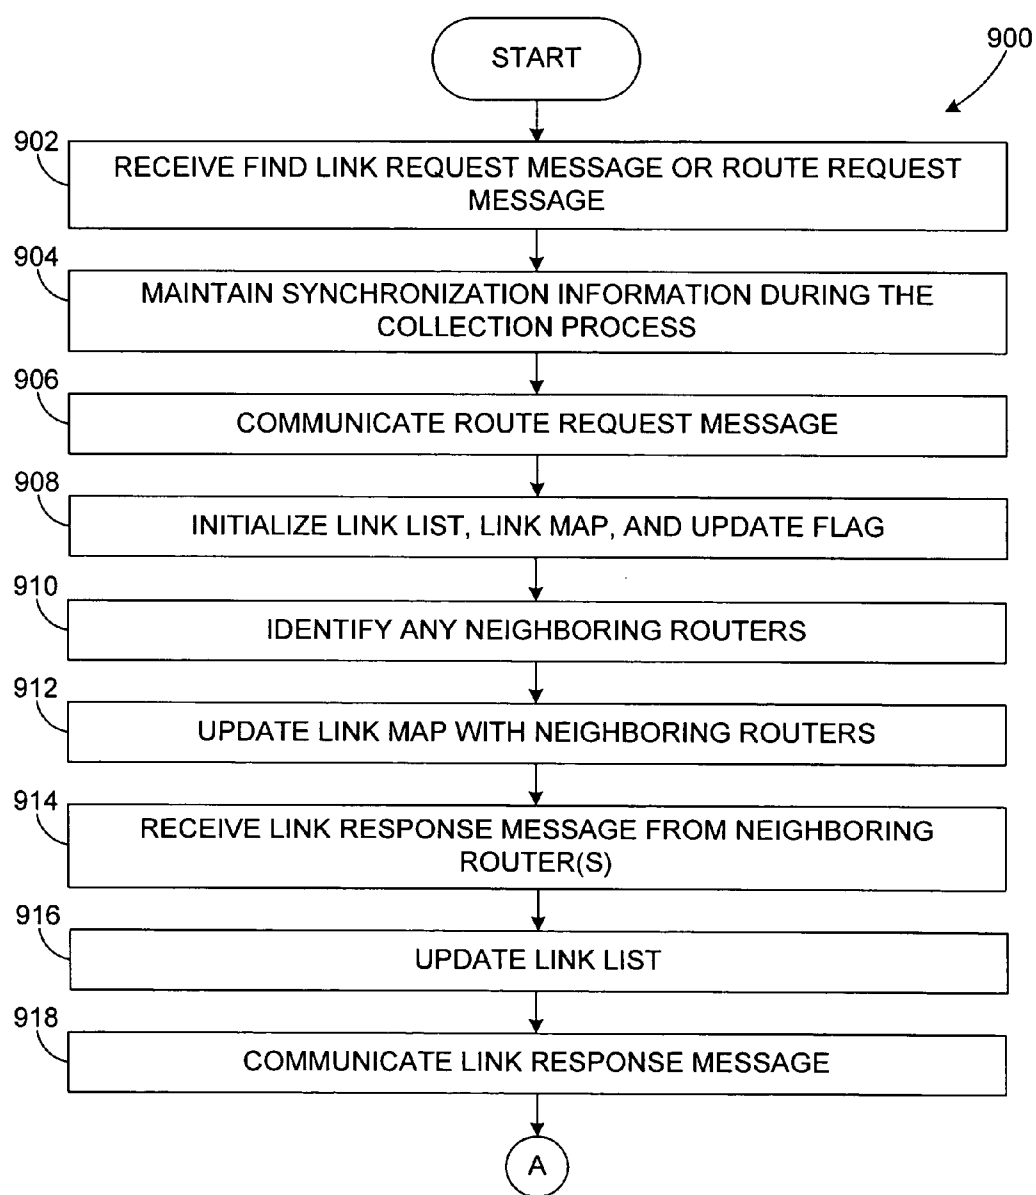 START
900
902
RECEIVE FIND LINK REQUEST MESSAGE OR ROUTE REQUEST
MESSAGE
904
MAINTAIN SYNCHRONIZATION INFORMATION DURING THE
COLLECTION PROCESS
906
COMMUNICATE ROUTE REQUEST MESSAGE
908
INITIALIZE LINK LIST, LINK MAP, AND UPDATE FLAG
910
IDENTIFY ANY NEIGHBORING ROUTERS
912
UPDATE LINK MAP WITH NEIGHBORING ROUTERS
914
RECEIVE LINK RESPONSE MESSAGE FROM NEIGHBORING
ROUTER(S)
916
UPDATE LINK LIST
918
COMMUNICATE LINK RESPONSE MESSAGE
A